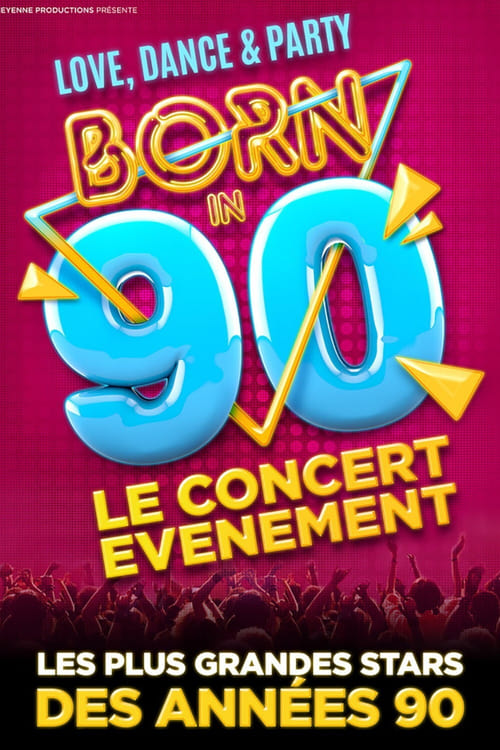 EYENNE PRODUCTIONS PRÉSENTE
LOVE, DANCE & PARTY
BORN
IN
90
LE CONCERT
EVENEMENT
LES PLUS GRANDES STARS
DES ANNÉES 90